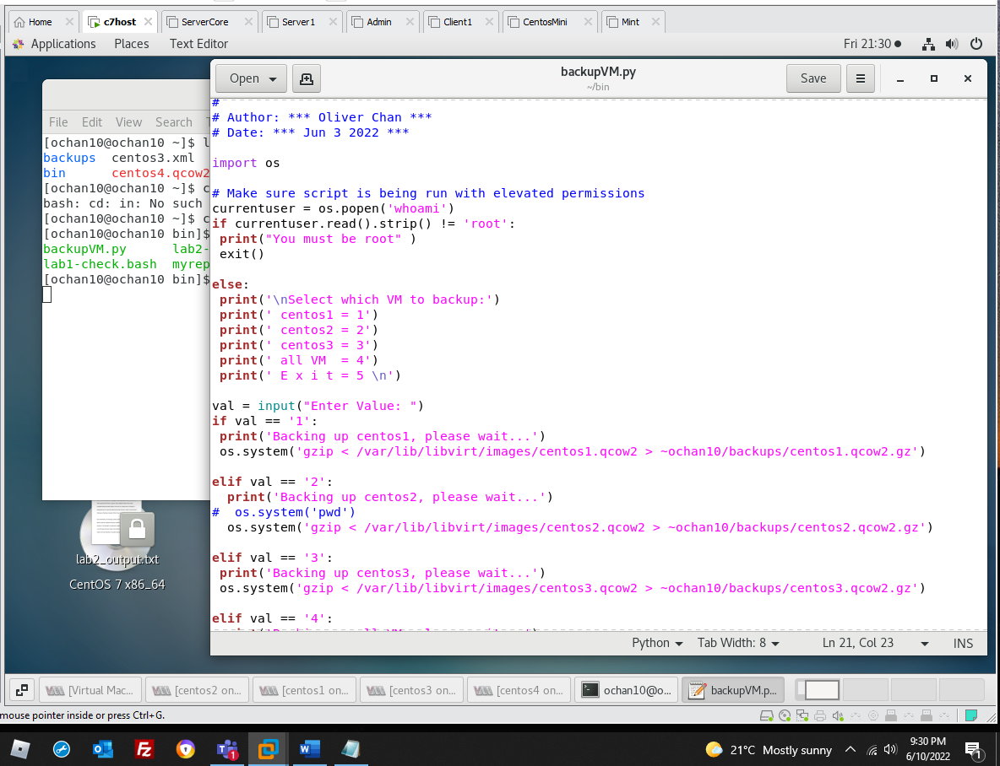 Home
c7host
ServerCore
Server1
Admin
Client1
CentosMini
Mint
Applications Places Text Editor
Fri 21:30
Open
backupVM.py
~/bin
Save
File Edit View Search
[ochan10@ochan10 ~]$ l
backups centos3.xml
bin centos4.qcow2
[ochan10@ochan10 ~]$ c
bash: cd: in: No such
[ochan10@ochan10 ~]$ c
[ochan10@ochan10 bin]$
backupVM.py lab2-
lab1-check.bash myrep
[ochan10@ochan10 bin]$
#
# Author: *** Oliver Chan ***
# Date: *** Jun 3 2022 ***
import os
# Make sure script is being run with elevated permissions
currentuser = os.popen('whoami')
if currentuser.read().strip() != 'root':
 print("You must be root" )
 exit()
else:
 print('\nSelect which VM to backup:')
 print(' centos1 = 1')
 print(' centos2 = 2')
 print(' centos3 = 3')
 print(' all VM  = 4')
 print(' E x i t = 5 \n')
val = input("Enter Value: ")
if val == '1':
 print('Backing up centos1, please wait...')
 os.system('gzip < /var/lib/libvirt/images/centos1.qcow2 > ~ochan10/backups/centos1.qcow2.gz')
elif val == '2':
  print('Backing up centos2, please wait...')
#  os.system('pwd')
  os.system('gzip < /var/lib/libvirt/images/centos2.qcow2 > ~ochan10/backups/centos2.qcow2.gz')
elif val == '3':
 print('Backing up centos3, please wait...')
 os.system('gzip < /var/lib/libvirt/images/centos3.qcow2 > ~ochan10/backups/centos3.qcow2.gz')
elif val == '4':
Python Tab Width: 8 Ln 21, Col 23 INS
lab2_output.txt
CentOS 7 x86_64
[Virtual Mac...
[centos2 on...
[centos1 on...
[centos3 on...
[centos4 on...
ochan10@o...
backupVM.p...
mouse pointer inside or press Ctrl+G.
21°C Mostly sunny
9:30 PM
6/10/2022